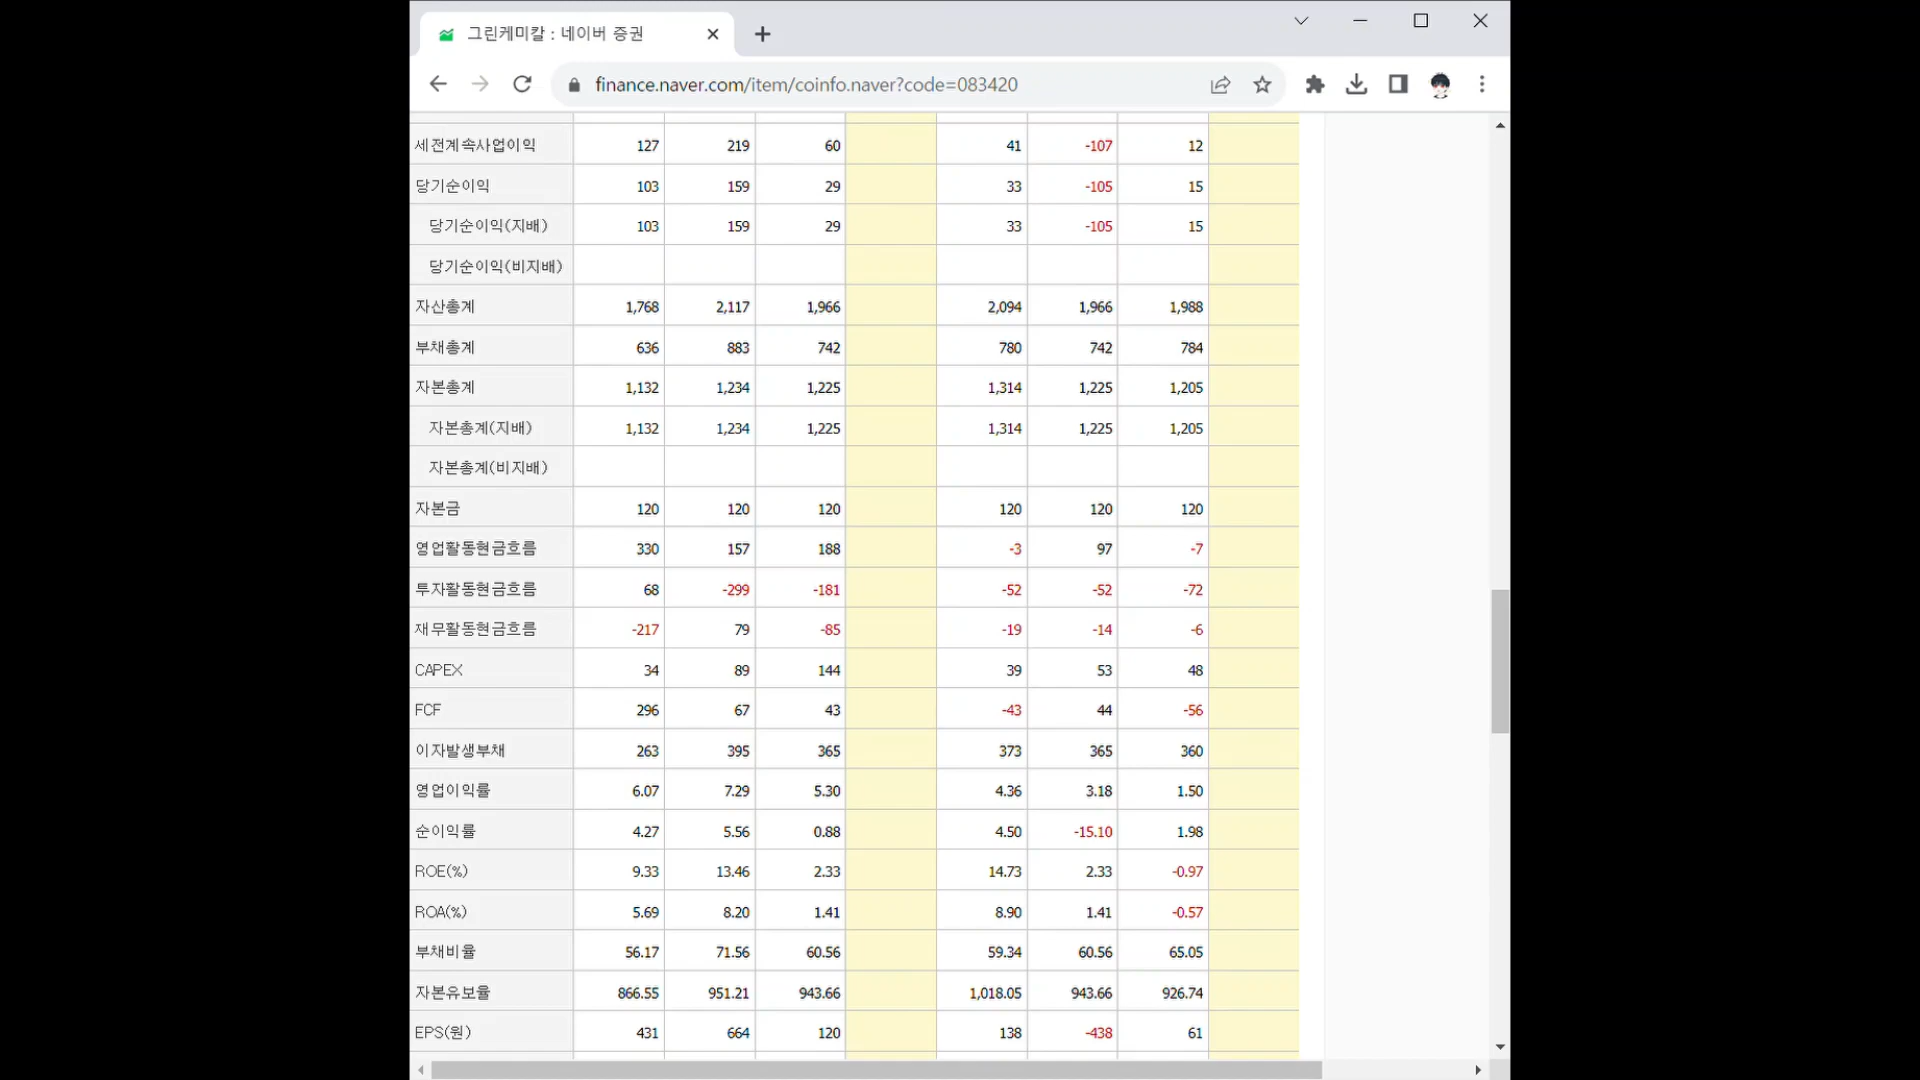 그린케미칼 : 네이버 증권
finance.naver.com/item/coinfo.naver?code=083420
세전계속사업이익 127 219 60 41 -107 12
당기순이익 103 159 29 33 -105 15
당기순이익(지배) 103 159 29 33 -105 15
당기순이익(비지배)
자산총계 1,768 2,117 1,966 2,094 1,966 1,988
부채총계 636 883 742 780 742 784
자본총계 1,132 1,234 1,225 1,314 1,225 1,205
자본총계(지배) 1,132 1,234 1,225 1,314 1,225 1,205
자본총계(비지배)
자본금 120 120 120 120 120 120
영업활동현금흐름 330 157 188 -3 97 -7
투자활동현금흐름 68 -299 -181 -52 -52 -72
재무활동현금흐름 -217 79 -85 -19 -14 -6
CAPEX 34 89 144 39 53 48
FCF 296 67 43 -43 44 -56
이자발생부채 263 395 365 373 365 360
영업이익률 6.07 7.29 5.30 4.36 3.18 1.50
순이익률 4.27 5.56 0.88 4.50 -15.10 1.98
ROE(%) 9.33 13.46 2.33 14.73 2.33 -0.97
ROA(%) 5.69 8.20 1.41 8.90 1.41 -0.57
부채비율 56.17 71.56 60.56 59.34 60.56 65.05
자본유보율 866.55 951.21 943.66 1,018.05 943.66 926.74
EPS(원) 431 664 120 138 -438 61